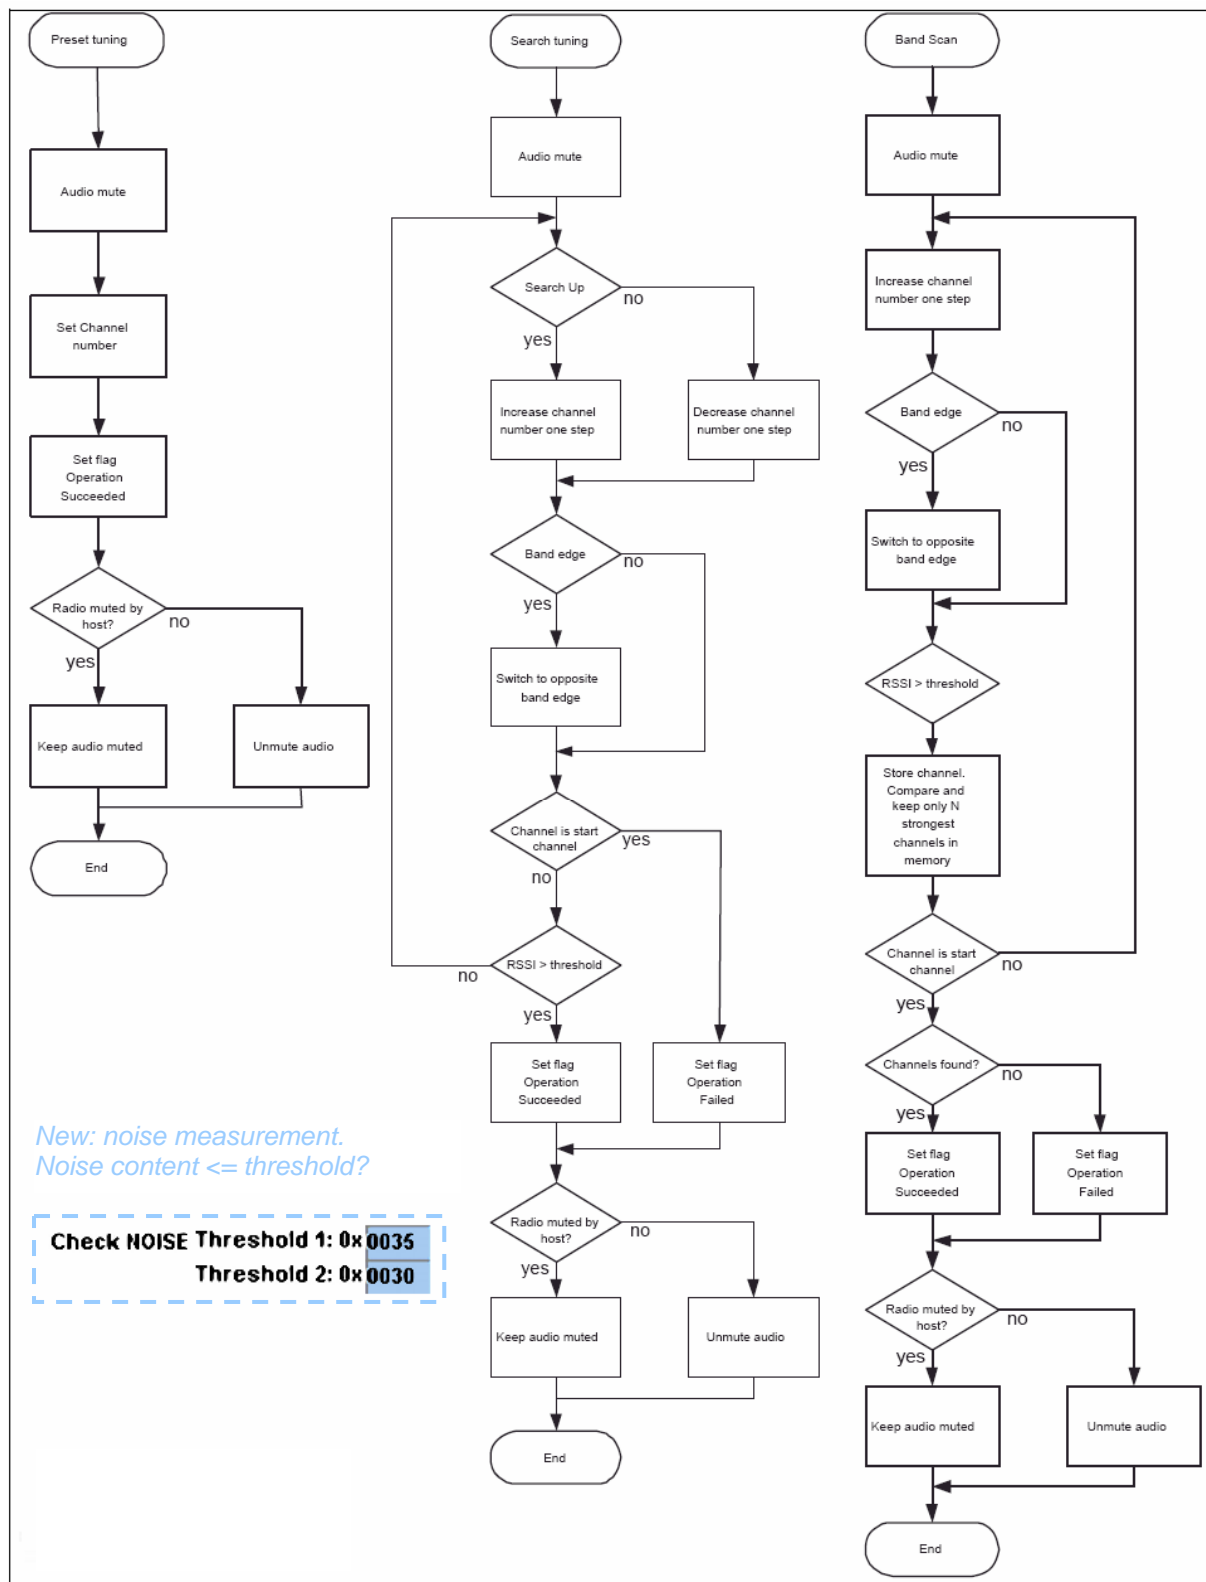 Preset tuning
Audio mute
Set Channel
number
Set flag
Operation
Succeeded
Radio muted by
host?
no
yes
Keep audio muted
Unmute audio
End
Search tuning
Audio mute
Search Up
no
yes
Increase channel
number one step
Decrease channel
number one step
Band edge
no
yes
Switch to opposite
band edge
Channel is start
channel
yes
no
RSSI > threshold
no
yes
Set flag
Operation
Succeeded
Set flag
Operation
Failed
Radio muted by
host?
no
yes
Keep audio muted
Unmute audio
End
Band Scan
Audio mute
Increase channel
number one step
Band edge
no
yes
Switch to opposite
band edge
RSSI > threshold
Store channel.
Compare and
keep only N
strongest
channels in
memory
Channel is start
channel
no
yes
Channels found?
no
yes
Set flag
Operation
Succeeded
Set flag
Operation
Failed
Radio muted by
host?
no
yes
Keep audio muted
Unmute audio
End
New: noise measurement.
Noise content <= threshold?
Check NOISE Threshold 1: 0x 0035
Threshold 2: 0x 0030